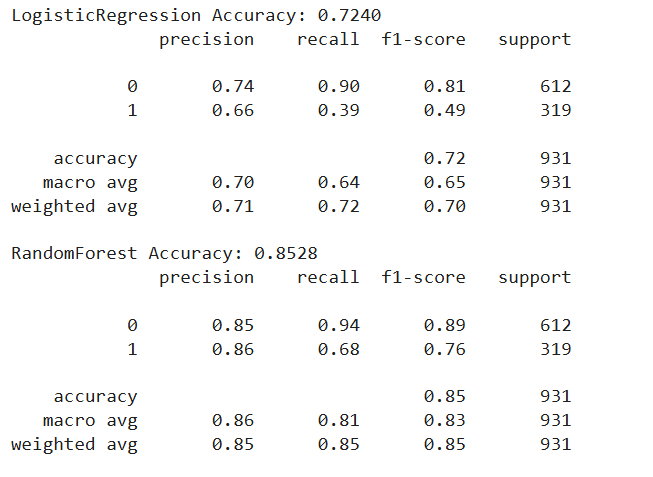 LogisticRegression Accuracy: 0.7240
precision recall f1-score support
0 0.74 0.90 0.81 612
1 0.66 0.39 0.49 319
accuracy 0.72 931
macro avg 0.70 0.64 0.65 931
weighted avg 0.71 0.72 0.70 931
RandomForest Accuracy: 0.8528
precision recall f1-score support
0 0.85 0.94 0.89 612
1 0.86 0.68 0.76 319
accuracy 0.85 931
macro avg 0.86 0.81 0.83 931
weighted avg 0.85 0.85 0.85 931